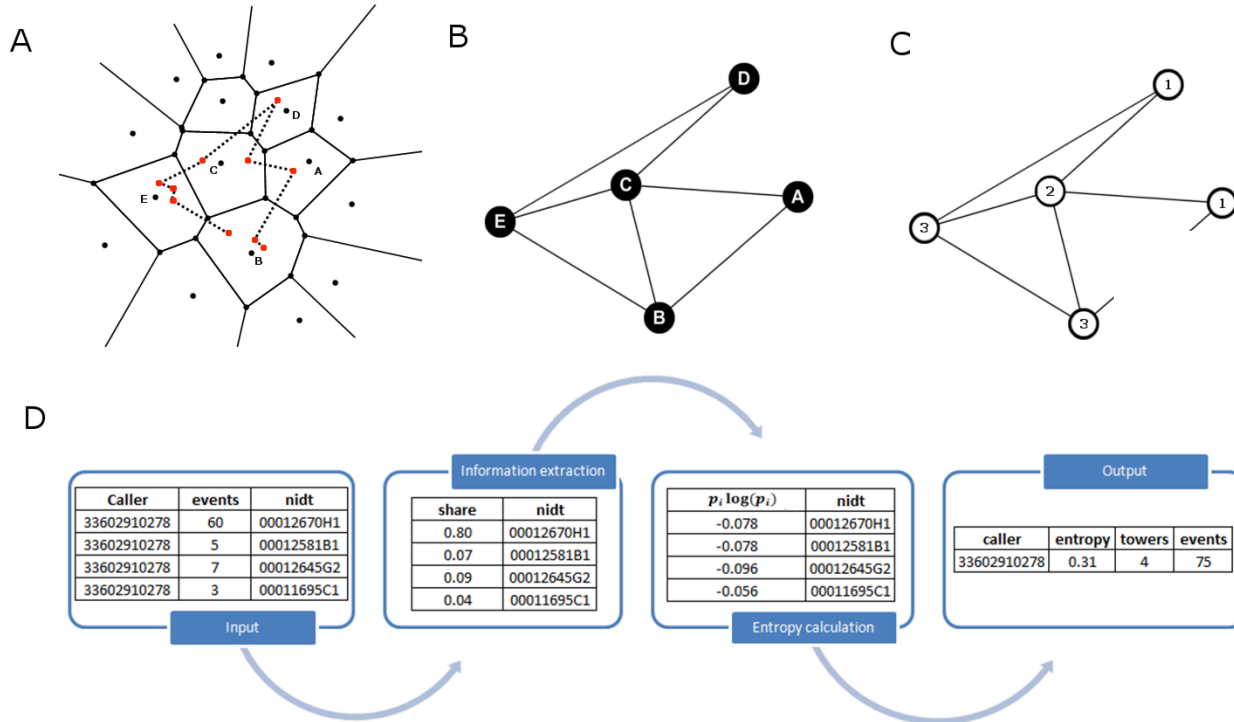 A
D
C
A
E
B
B
D
C
A
E
B
C
1
2
1
3
3
D
Caller events nidt
33602910278 60 00012670H1
33602910278 5 00012581B1
33602910278 7 00012645G2
33602910278 3 00011695C1
Input
Information extraction
share nidt
0.80 00012670H1
0.07 00012581B1
0.09 00012645G2
0.04 00011695C1
p_i log(p_i) nidt
-0.078 00012670H1
-0.078 00012581B1
-0.096 00012645G2
-0.056 00011695C1
Entropy calculation
Output
caller entropy towers events
33602910278 0.31 4 75